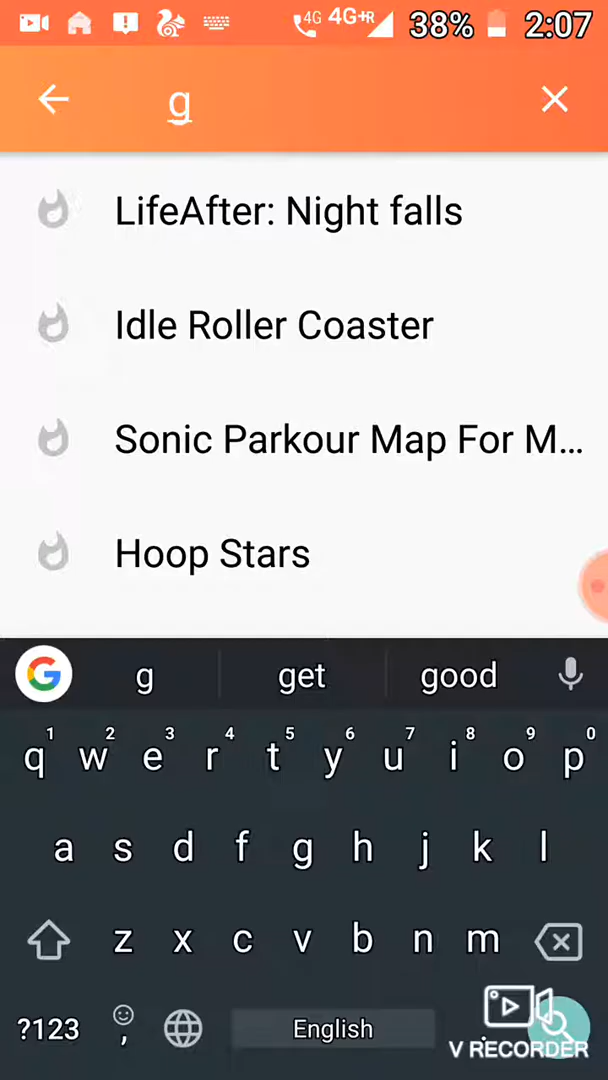 4G 4G+R 38% 2:07
g
LifeAfter: Night falls
Idle Roller Coaster
Sonic Parkour Map For M...
Hoop Stars
G g get good
1 2 3 4 5 6 7 8 9 0
q w e r t y u i o p
a s d f g h j k l
z x c v b n m
?123 , English
V RECORDER